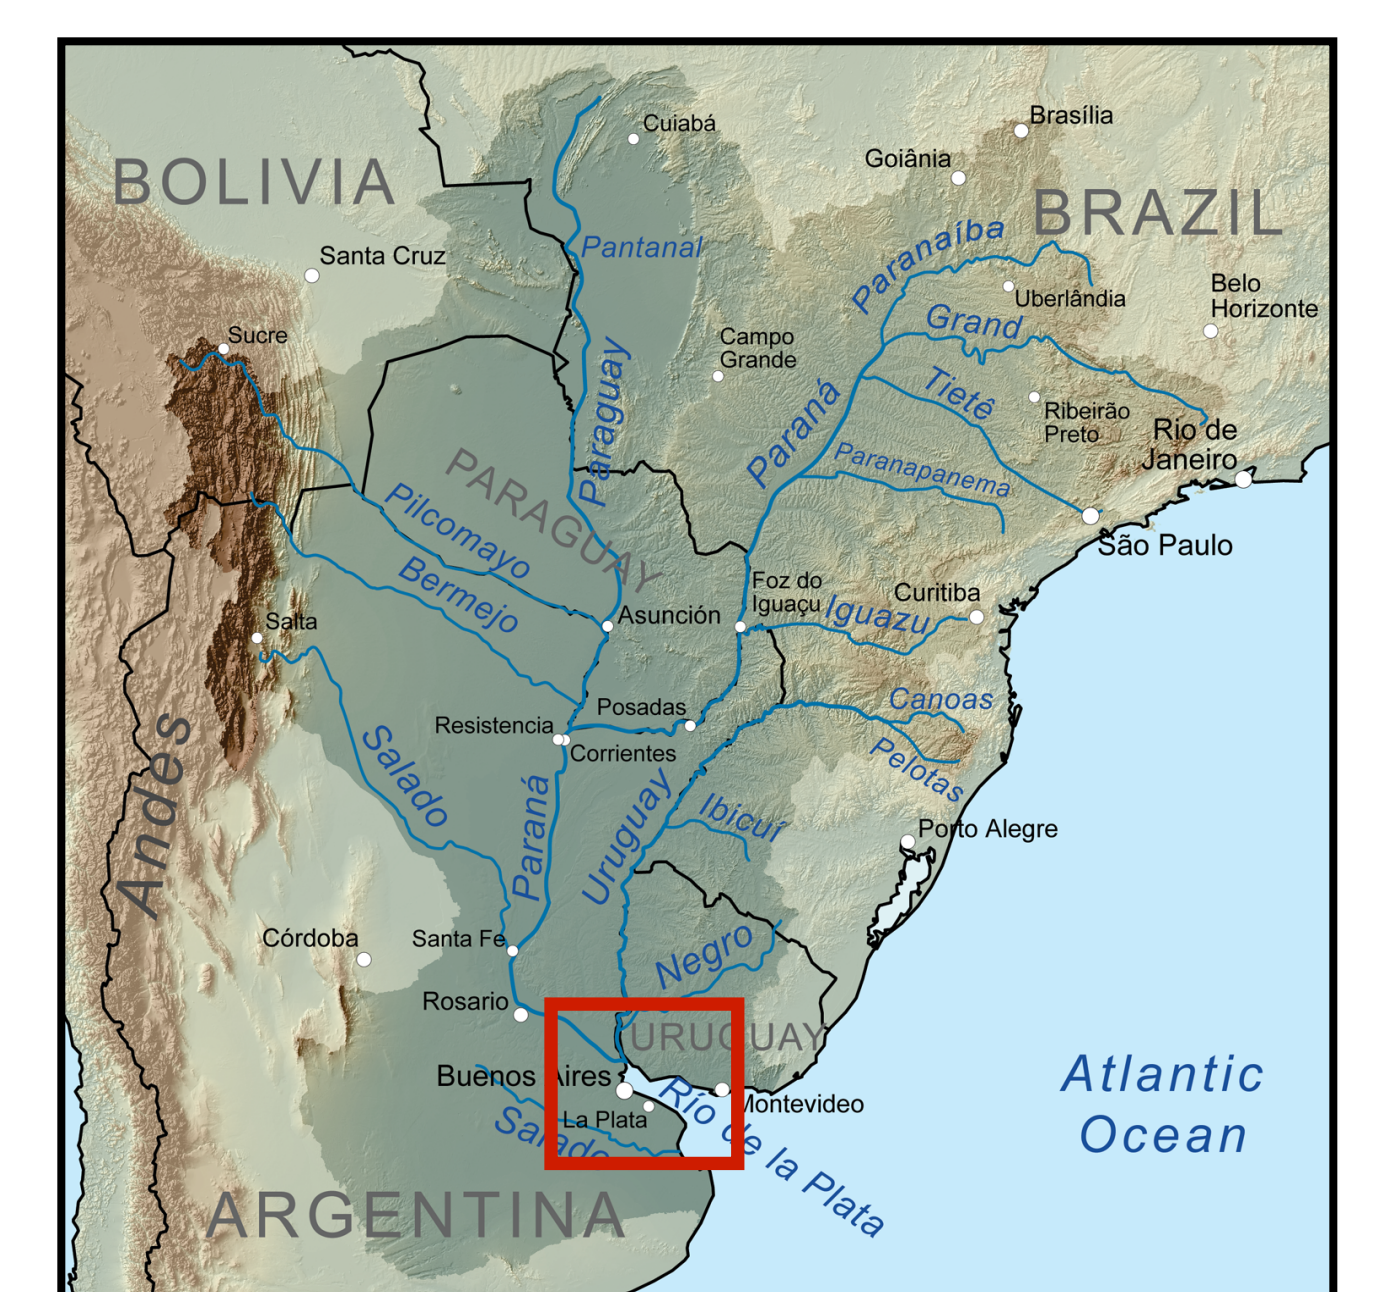 Brasília
Cuiabá
Goiânia
BOLIVIA
BRAZIL
Pantanal
Paranaíba
Santa Cruz
Belo
Horizonte
Uberlândia
Grand
Sucre
Campo
Grande
Paraguay
Tietê
Paraná
Ribeirão
Preto
Rio de
Janeiro
Paranapanema
PARAGUAY
Pilcomayo
São Paulo
Bermejo
Foz do
Iguaçu
Curitiba
Iguazu
Asunción
Salta
Canoas
Posadas
Resistencia
Corrientes
Pelotas
Andes
Salado
Paraná
Uruguay
Ibicuí
Porto Alegre
Córdoba
Santa Fe
Negro
Rosario
URUGUAY
Buenos Aires
Río de la Plata
Montevideo
La Plata
Salado
Atlantic
Ocean
ARGENTINA